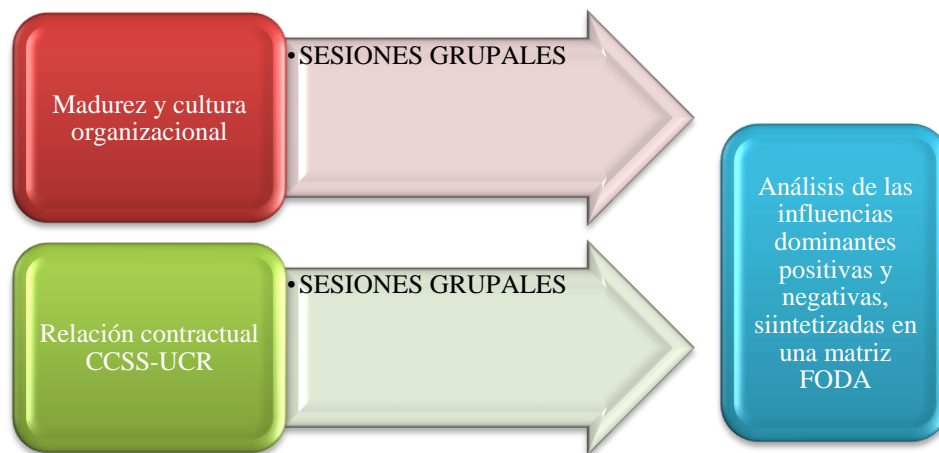 Madurez y cultura
organizacional
•SESIONES GRUPALES
Relación contractual
CCSS-UCR
•SESIONES GRUPALES
Análisis de las
influencias
dominantes
positivas y
negativas,
siintetizadas en
una matriz
FODA